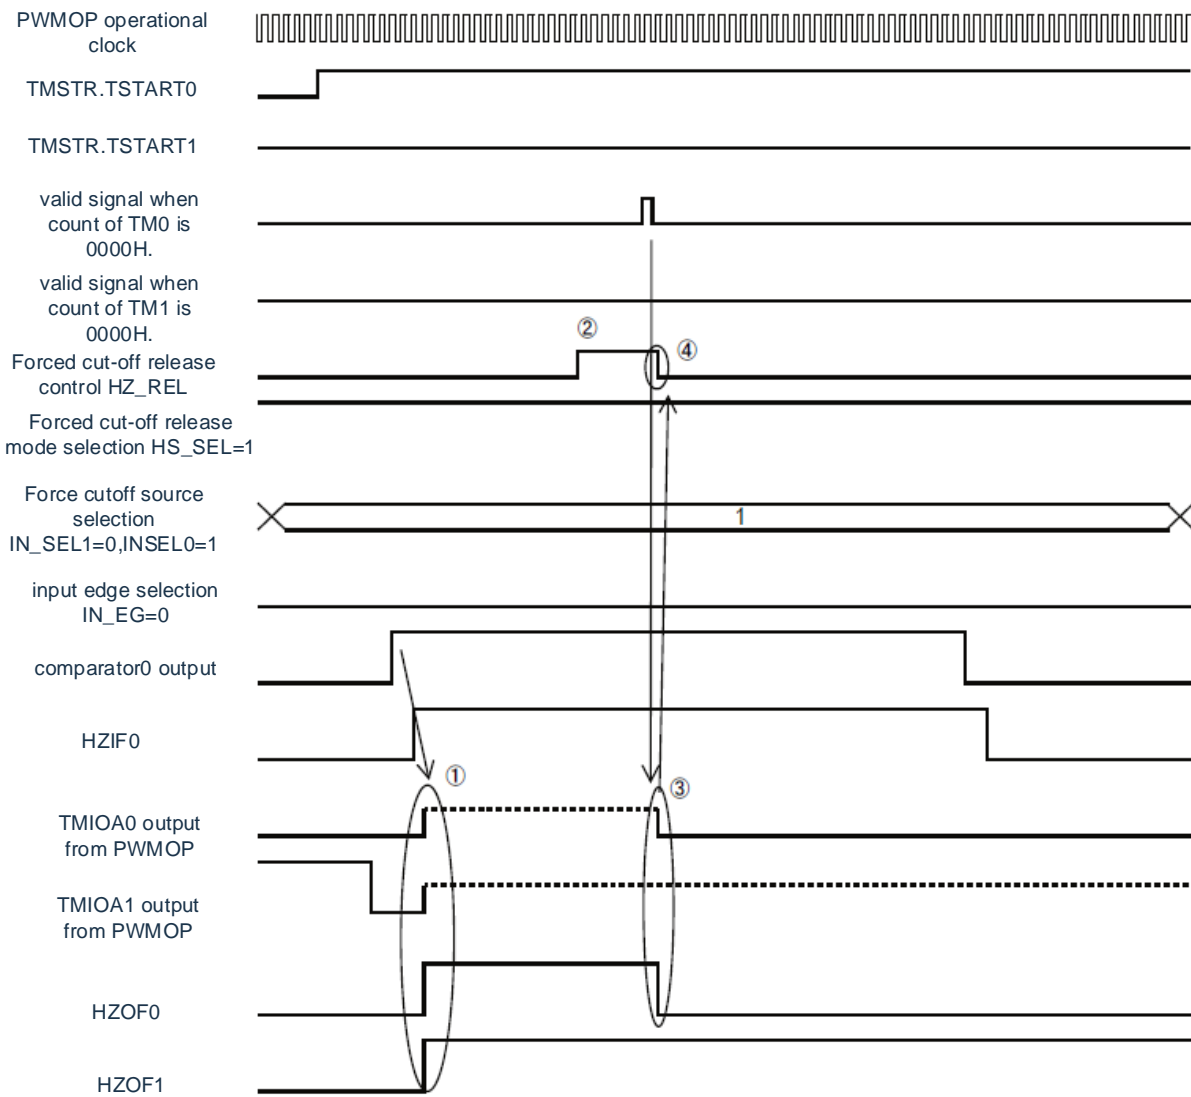 PWMOP operational
clock
TMSTR.TSTART0
TMSTR.TSTART1
valid signal when
count of TM0 is
0000H.
valid signal when
count of TM1 is
0000H.
②
Forced cut-off release
control HZ_REL
④
Forced cut-off release
mode selection HS_SEL=1
Force cutoff source
selection
IN_SEL1=0,INSEL0=1
1
input edge selection
IN_EG=0
comparator0 output
HZIF0
①
③
TMIOA0 output
from PWMOP
TMIOA1 output
from PWMOP
HZOF0
HZOF1